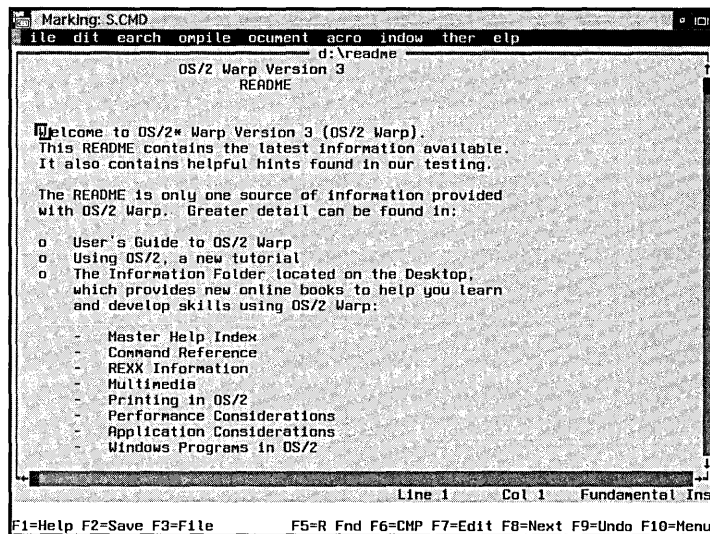 Marking: S.CMD
ile dit earch ompile ocument acro indow ther elp
d:\readme
OS/2 Warp Version 3
README
Welcome to OS/2* Warp Version 3 (OS/2 Warp).
This README contains the latest information available.
It also contains helpful hints found in our testing.
The README is only one source of information provided
with OS/2 Warp. Greater detail can be found in:
o User's Guide to OS/2 Warp
o Using OS/2, a new tutorial
o The Information Folder located on the Desktop,
which provides new online books to help you learn
and develop skills using OS/2 Warp:
- Master Help Index
- Command Reference
- REXX Information
- Multimedia
- Printing in OS/2
- Performance Considerations
- Application Considerations
- Windows Programs in OS/2
Line 1 Col 1 Fundamental Ins
F1=Help F2=Save F3=File F5=R Fnd F6=CMP F7=Edit F8=Next F9=Undo F10=Menu